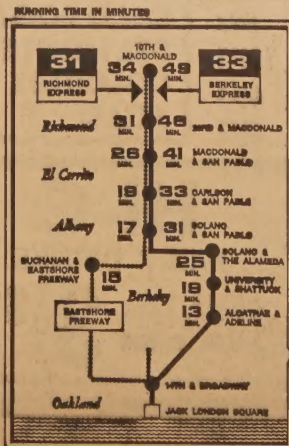 RUNNING TIME IN MINUTES
10TH &
MACDONALD
31
RICHMOND
EXPRESS
34
MIN.
49
MIN.
33
BERKELEY
EXPRESS
Richmond
31
MIN.
46
MIN.
23RD & MACDONALD
26
MIN.
41
MIN.
MACDONALD
& SAN PABLO
El Cerrito
19
MIN.
33
MIN.
CARLSON
& SAN PABLO
Albany
17
MIN.
31
MIN.
SOLANO
& SAN PABLO
BUCHANAN &
EASTSHORE
FREEWAY
15
MIN.
25
MIN.
SOLANO &
THE ALAMEDA
Berkeley
19
MIN.
UNIVERSITY
& SHATTUCK
EASTSHORE
FREEWAY
13
MIN.
ALCATRAZ &
ADELINE
14TH & BROADWAY
Oakland
JACK LONDON SQUARE